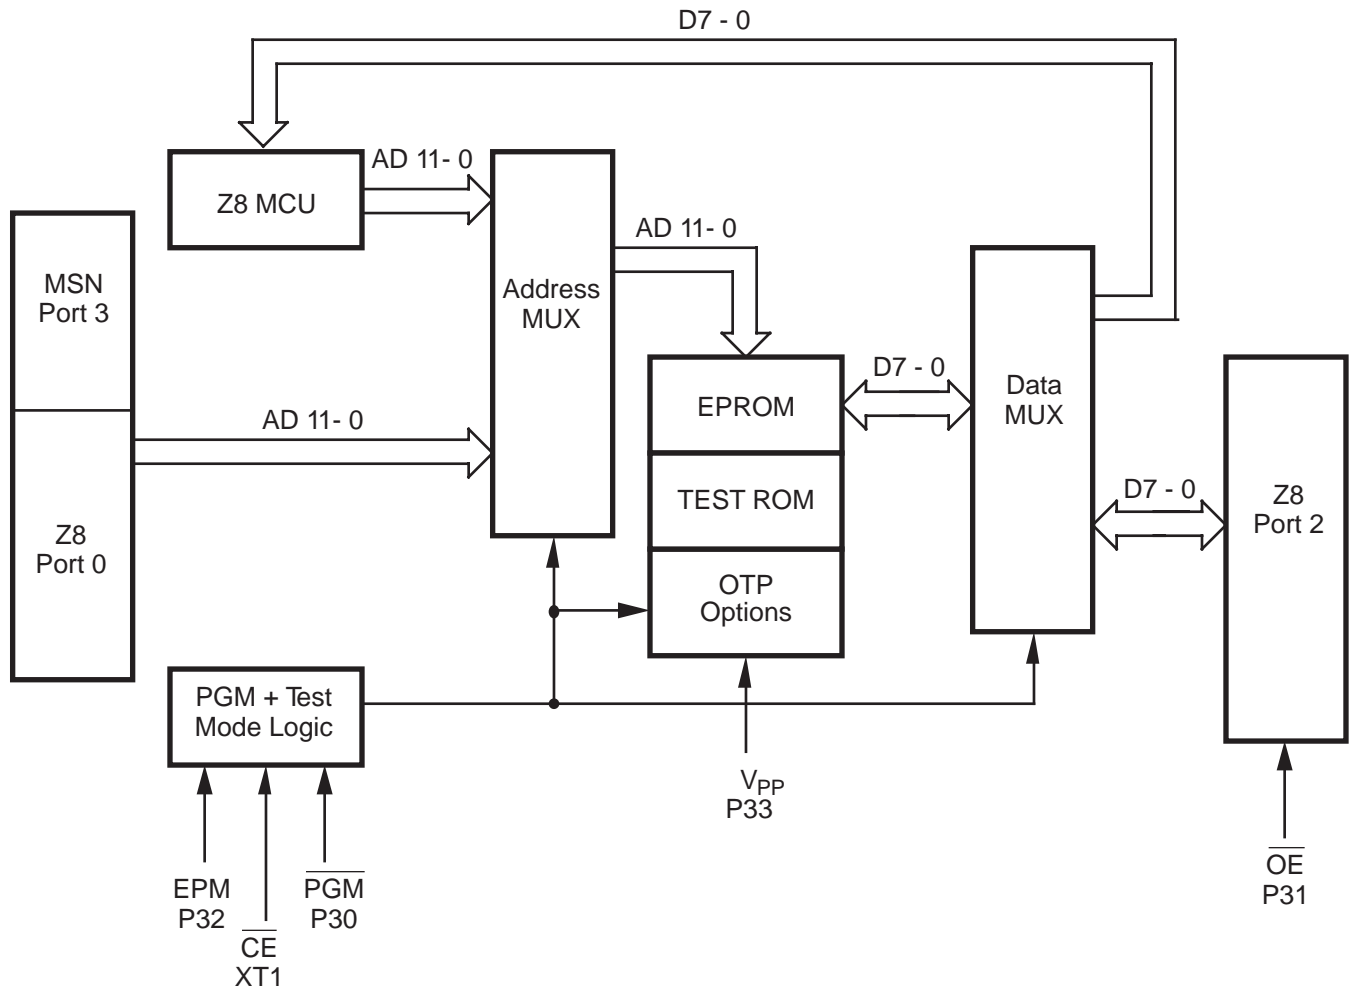 D7 - 0
AD 11- 0
Z8 MCU
AD 11- 0
MSN
Port 3
Address
MUX
D7 - 0
Data
MUX
EPROM
AD 11- 0
TEST ROM
D7 - 0
Z8
Port 2
Z8
Port 0
OTP
Options
PGM + Test
Mode Logic
VPP
P33
EPM
P32
CE
XT1
PGM
P30
OE
P31